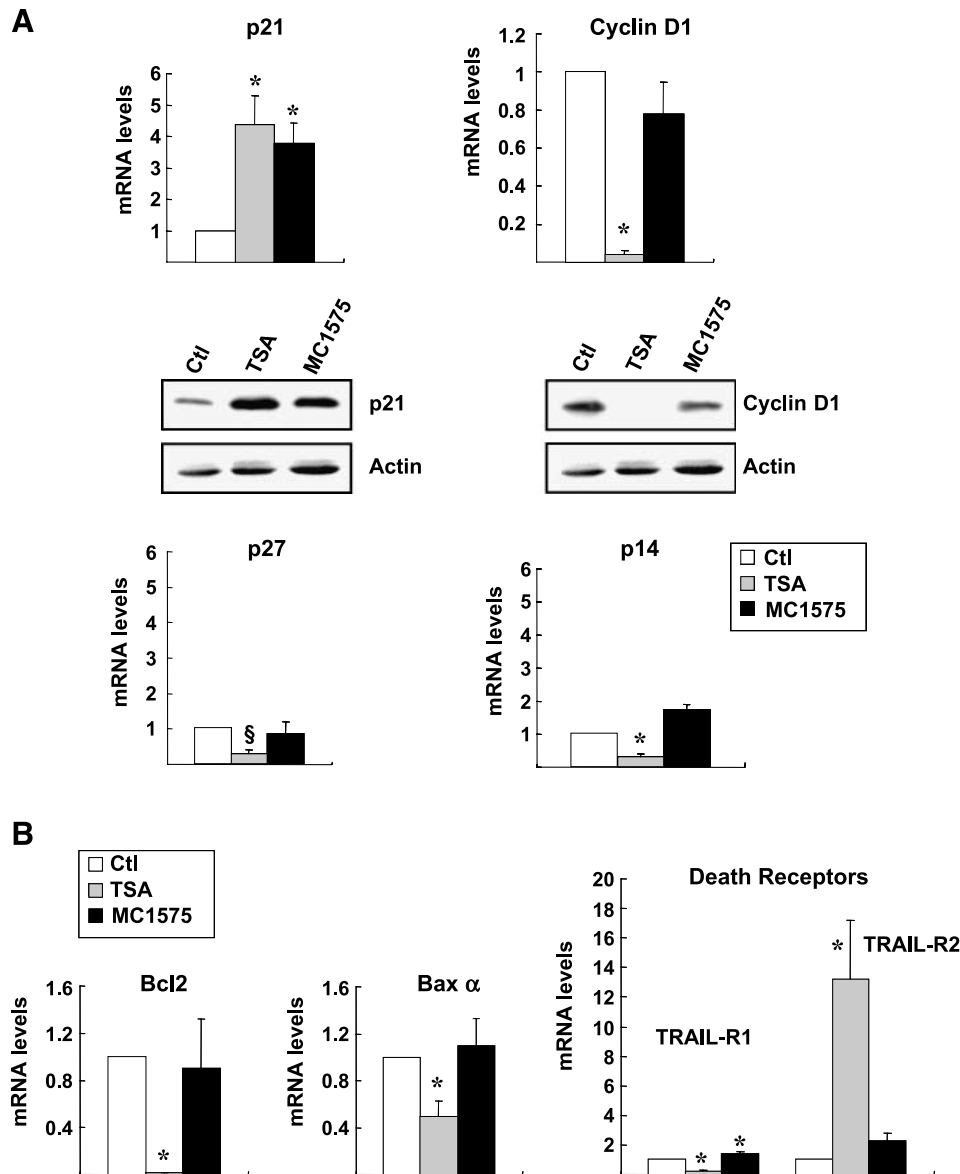 A
p21
mRNA levels
6
5
4
3
2
1
*
*
Cyclin D1
mRNA levels
1.2
1
0.8
0.6
0.4
0.2
*
Ctl
TSA
MC1575
p21
Actin
Ctl
TSA
MC1575
Cyclin D1
Actin
p27
mRNA levels
6
5
4
3
2
1
§
p14
mRNA levels
6
5
4
3
2
1
*
Ctl
TSA
MC1575
B
Ctl
TSA
MC1575
Bcl2
mRNA levels
1.6
1.2
0.8
0.4
*
Bax α
mRNA levels
1.6
1.2
0.8
0.4
*
Death Receptors
mRNA levels
20
18
16
14
12
10
8
6
4
2
TRAIL-R1
*
*
*
TRAIL-R2